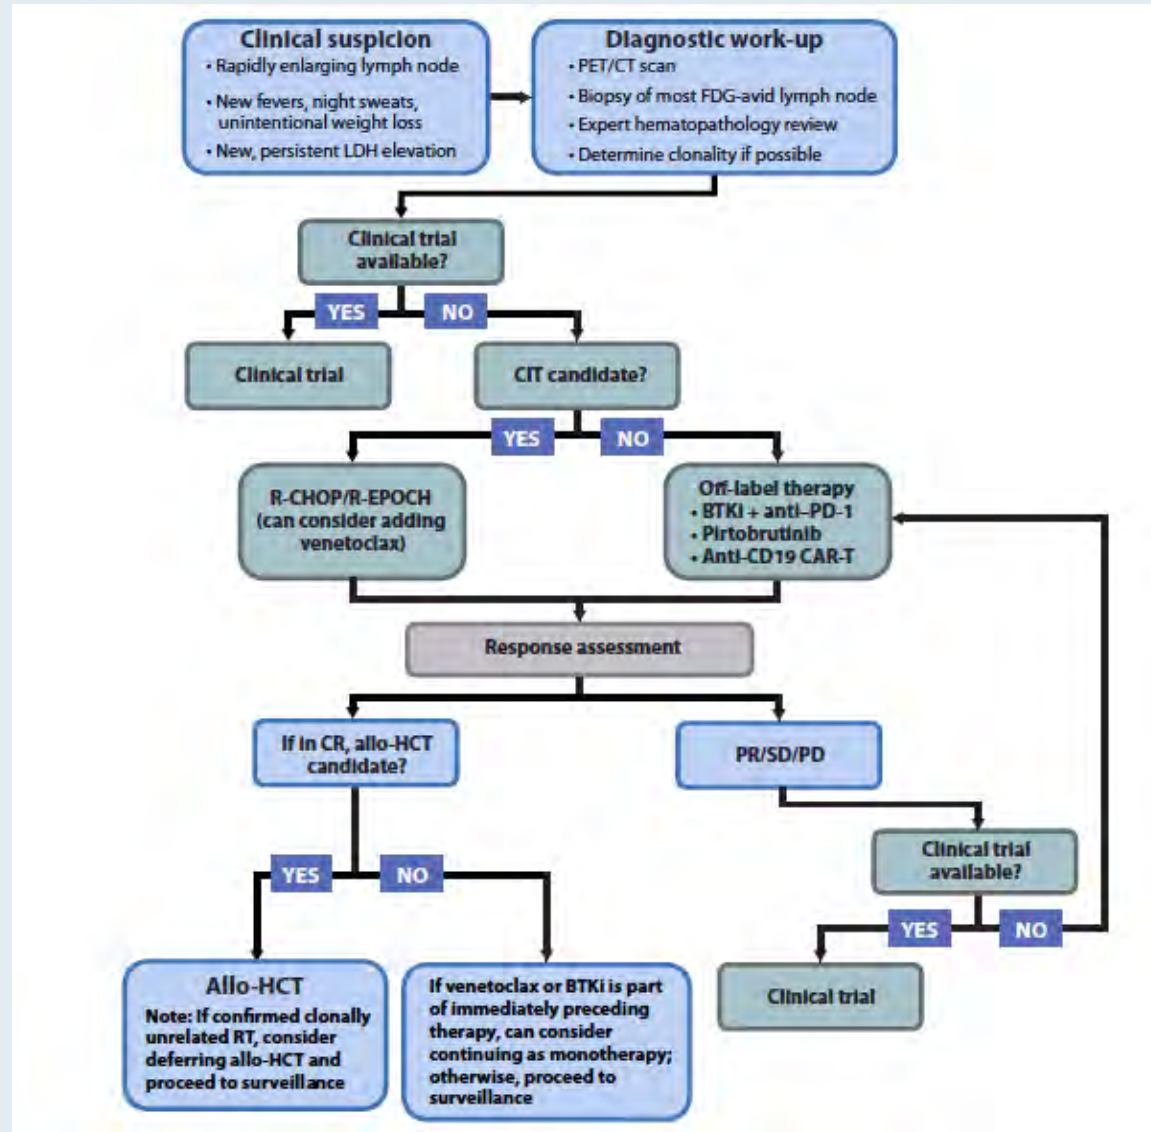 Clinical suspicion
• Rapidly enlarging lymph node
• New fevers, night sweats,
unintentional weight loss
• New, persistent LDH elevation
Diagnostic work-up
• PET/CT scan
• Biopsy of most FDG-avid lymph node
• Expert hematopathology review
• Determine clonality if possible
Clinical trial
available?
YES
NO
Clinical trial
CIT candidate?
YES
NO
R-CHOP/R-EPOCH
(can consider adding
venetoclax)
Off-label therapy
• BTKi + anti–PD-1
• Pirtobrutinib
• Anti-CD19 CAR-T
Response assessment
If in CR, allo-HCT
candidate?
PR/SD/PD
Clinical trial
available?
YES
NO
YES
NO
Allo-HCT
Note: If confirmed clonally
unrelated RT, consider
deferring allo-HCT and
proceed to surveillance
If venetoclax or BTKi is part
of immediately preceding
therapy, can consider
continuing as monotherapy;
otherwise, proceed to
surveillance
Clinical trial